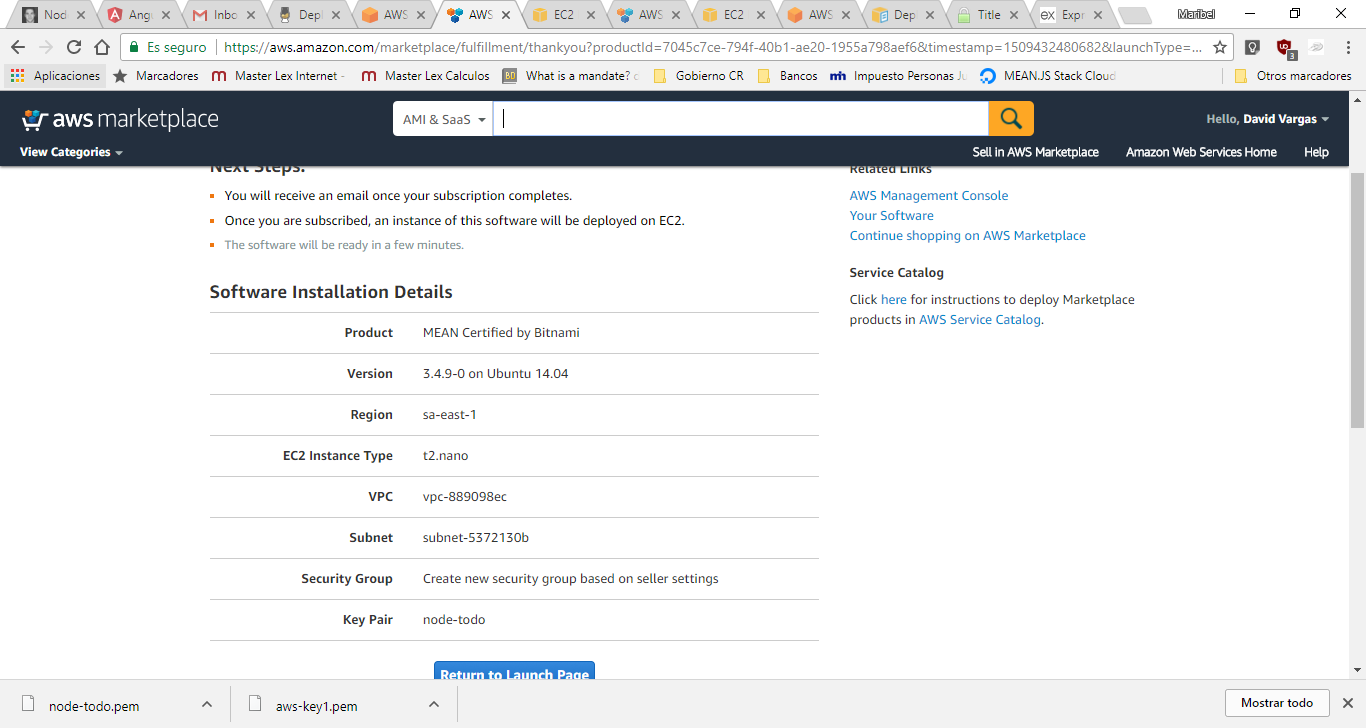 Nod
Ang
Inbo
Depl
AWS
AWS
EC2
AWS
EC2
AWS
Dep
Title
Expr
Maribel
Es seguro
https://aws.amazon.com/marketplace/fulfillment/thankyou?productId=7045c7ce-794f-40b1-ae20-1955a798aef6&timestamp=1509432480682&launchType=...
3
Aplicaciones
Marcadores
Master Lex Internet -
Master Lex Calculos
BD
What is a mandate?
Gobierno CR
Bancos
Impuesto Personas Ju
MEAN.JS Stack Cloud
Otros marcadores
aws marketplace
AMI & SaaS
Hello, David Vargas
View Categories
Sell in AWS Marketplace
Amazon Web Services Home
Help
Next Steps:
You will receive an email once your subscription completes.
Once you are subscribed, an instance of this software will be deployed on EC2.
The software will be ready in a few minutes.
Software Installation Details
Product MEAN Certified by Bitnami
Version 3.4.9-0 on Ubuntu 14.04
Region sa-east-1
EC2 Instance Type t2.nano
VPC vpc-889098ec
Subnet subnet-5372130b
Security Group Create new security group based on seller settings
Key Pair node-todo
Return to Launch Page
Related Links
AWS Management Console
Your Software
Continue shopping on AWS Marketplace
Service Catalog
Click here for instructions to deploy Marketplace
products in AWS Service Catalog.
node-todo.pem
aws-key1.pem
Mostrar todo